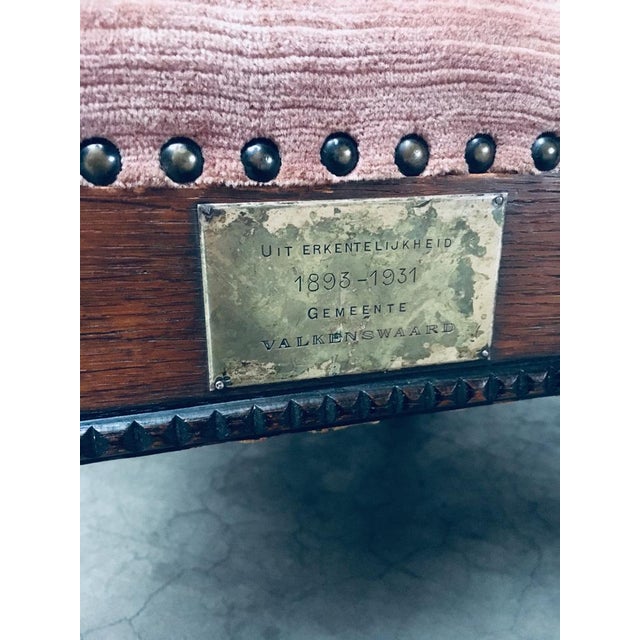 UIT ERKENTELIJKHEID
1893-1931
GEMEENTE
VALKENSWAARD